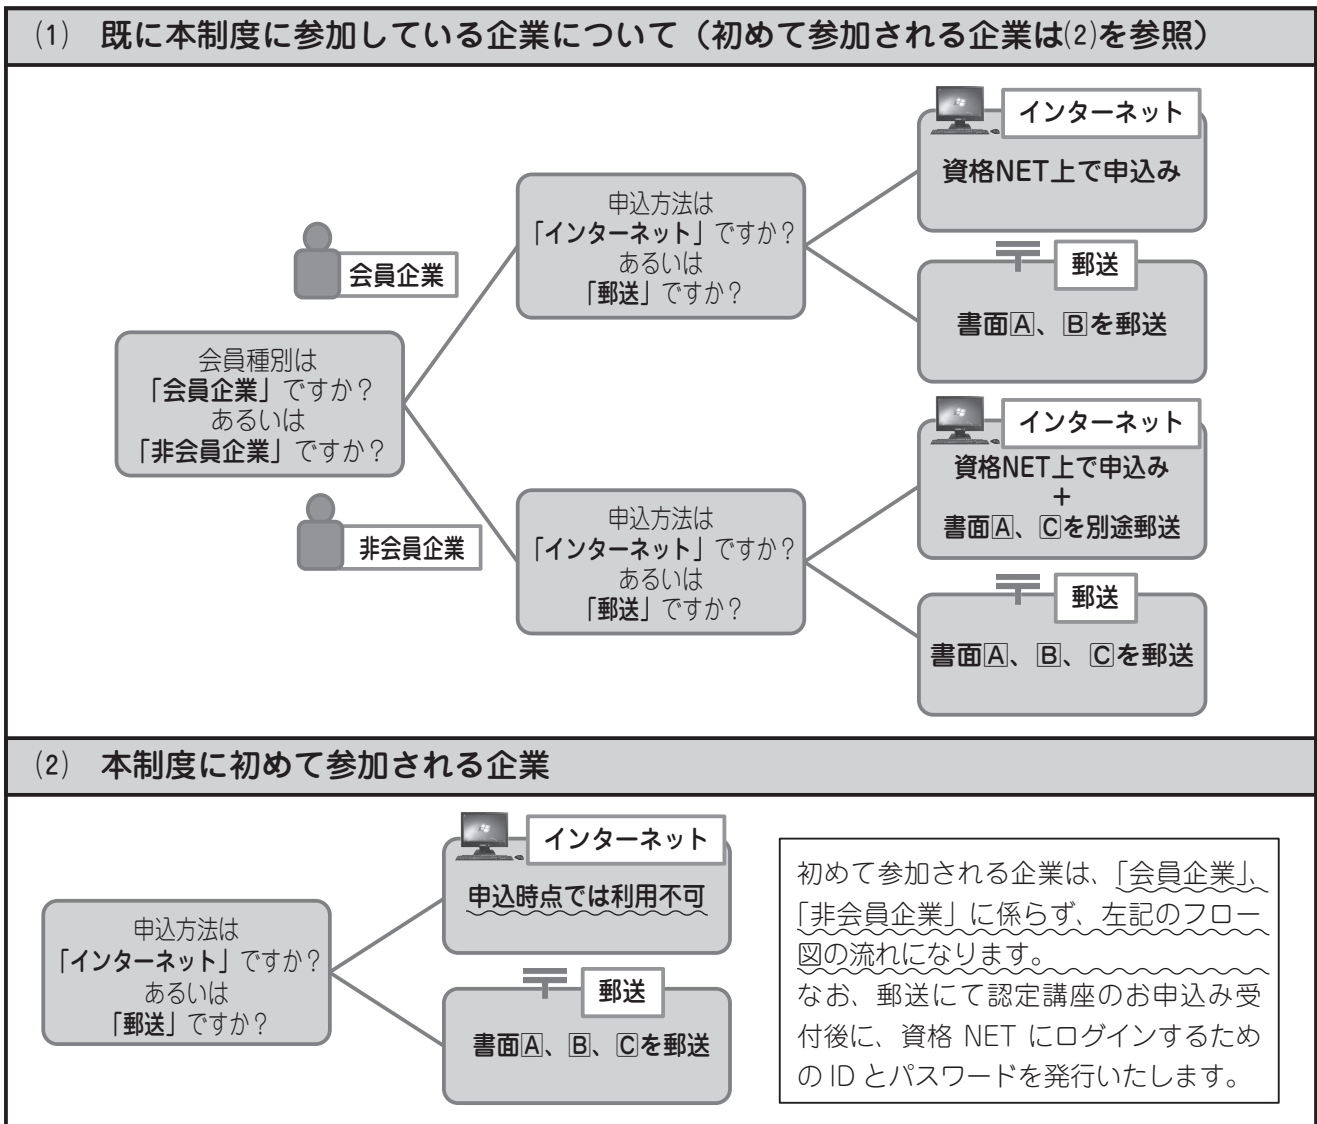 (1) 既に本制度に参加している企業について（初めて参加される企業は(2)を参照）
会員種別は
「会員企業」ですか？
あるいは
「非会員企業」ですか？
会員企業
申込方法は
「インターネット」ですか？
あるいは
「郵送」ですか？
インターネット
資格NET上で申込み
郵送
書面A、Bを郵送
非会員企業
申込方法は
「インターネット」ですか？
あるいは
「郵送」ですか？
インターネット
資格NET上で申込み
+
書面A、Cを別途郵送
郵送
書面A、B、Cを郵送
(2) 本制度に初めて参加される企業
申込方法は
「インターネット」ですか？
あるいは
「郵送」ですか？
インターネット
申込時点では利用不可
郵送
書面A、B、Cを郵送
初めて参加される企業は、「会員企業」、
「非会員企業」に係らず、左記のフロー
図の流れになります。
なお、郵送にて認定講座のお申込み受
付後に、資格 NET にログインするため
の ID とパスワードを発行いたします。